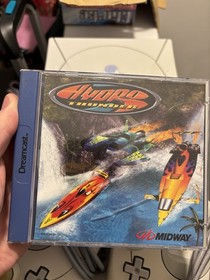 Hydro
THUNDER
Dreamcast.
MIDWAY